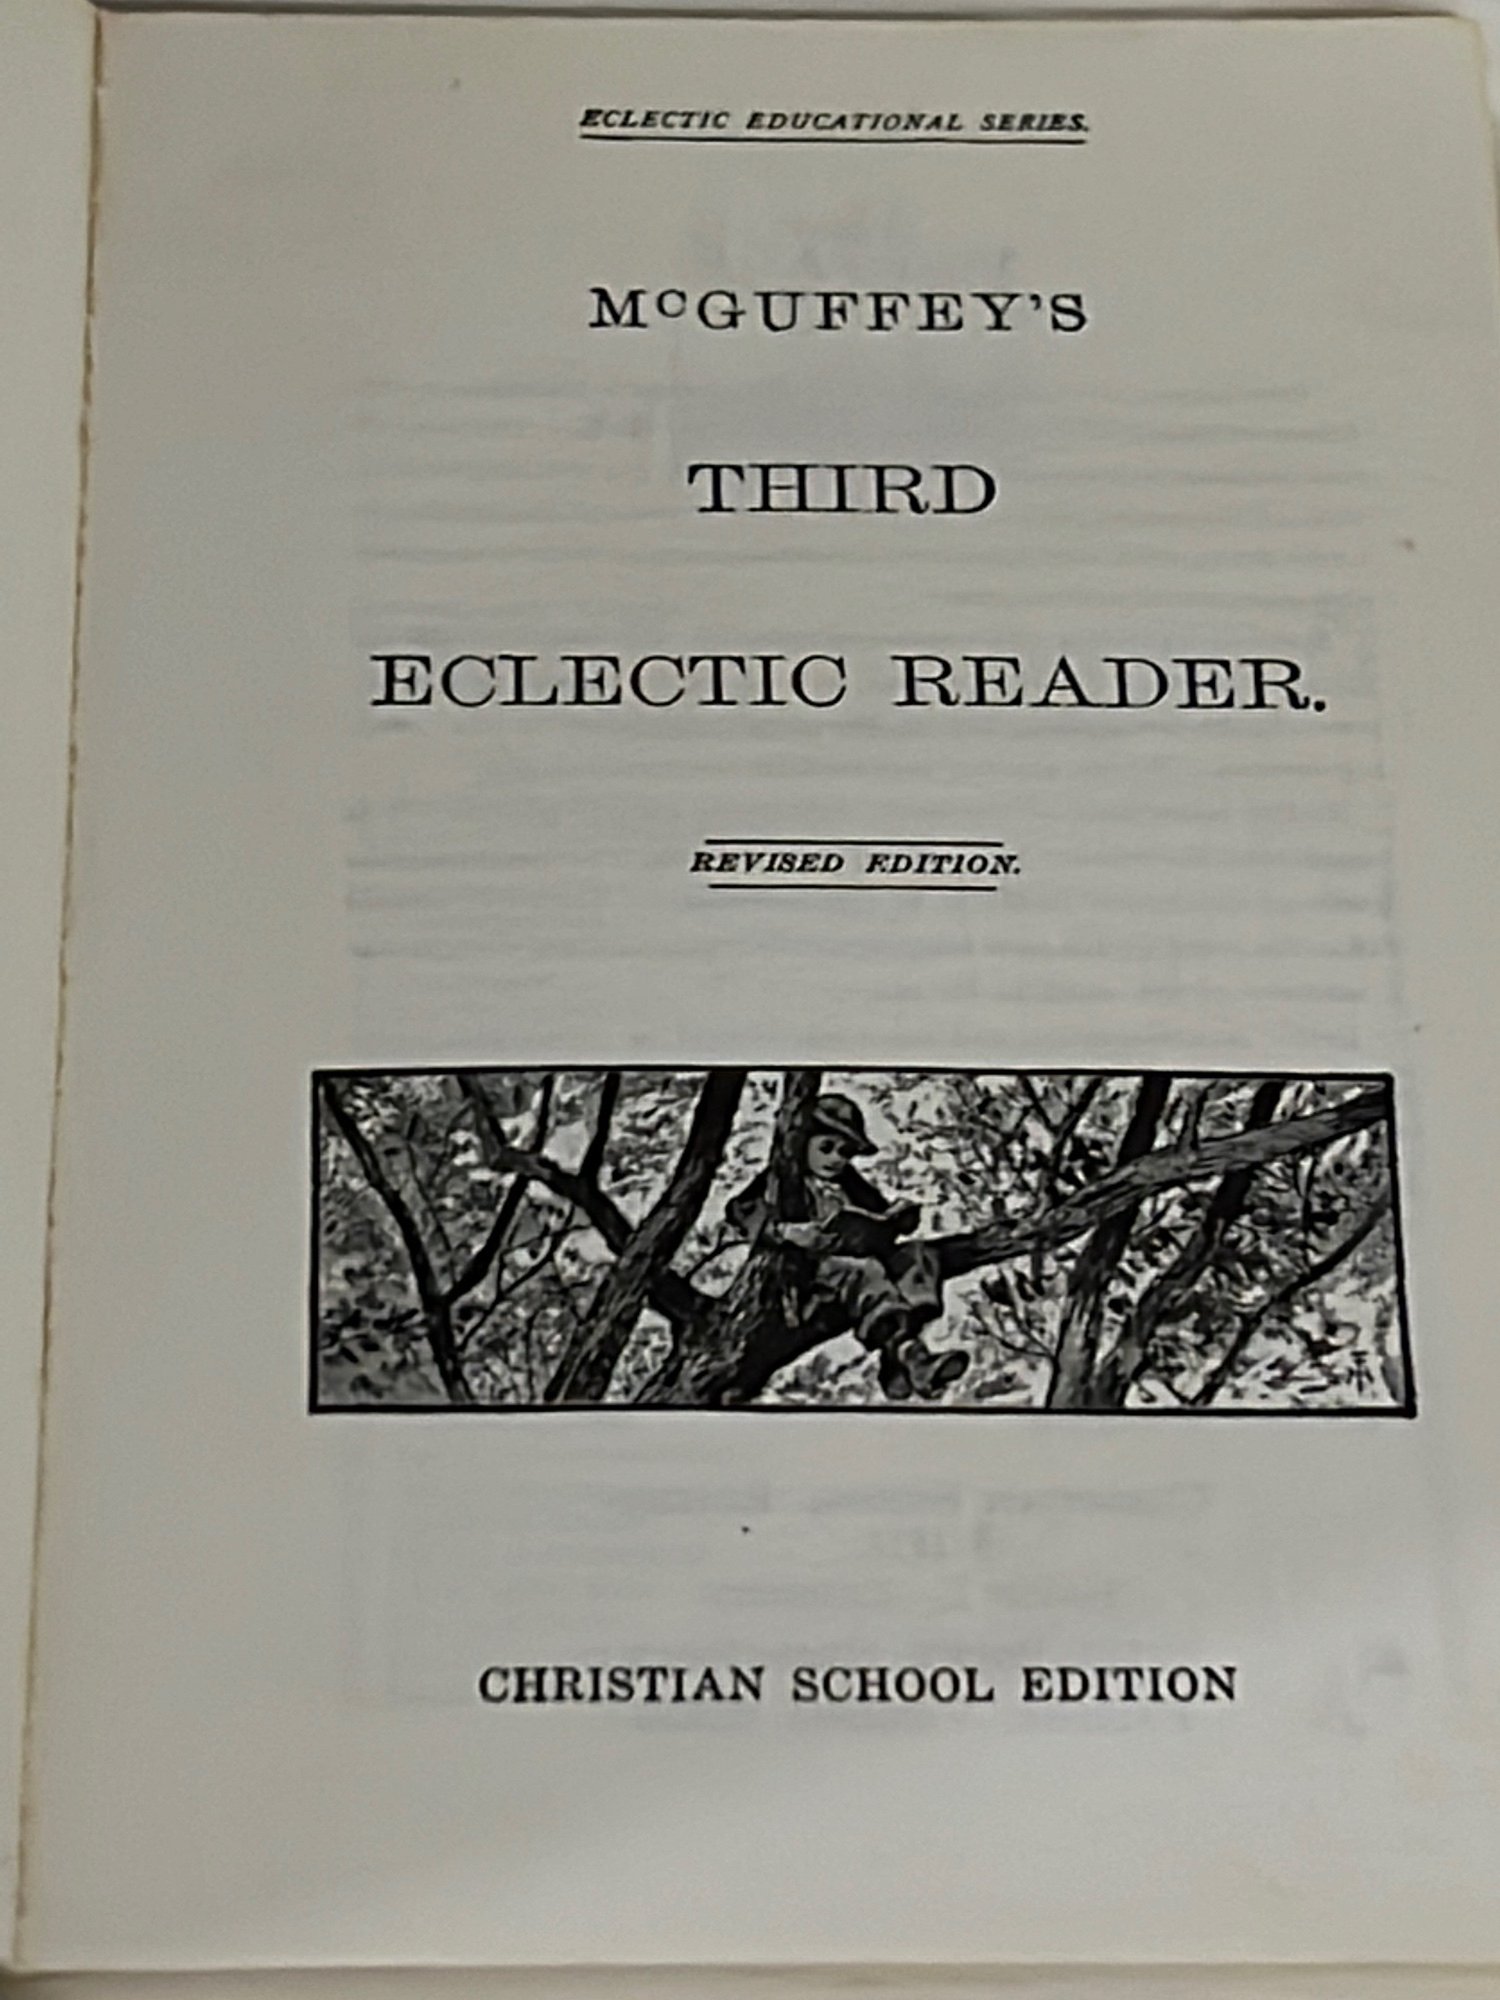 ECLECTIC EDUCATIONAL SERIES.
McGUFFEY'S
THIRD
ECLECTIC READER.
REVISED EDITION.
CHRISTIAN SCHOOL EDITION